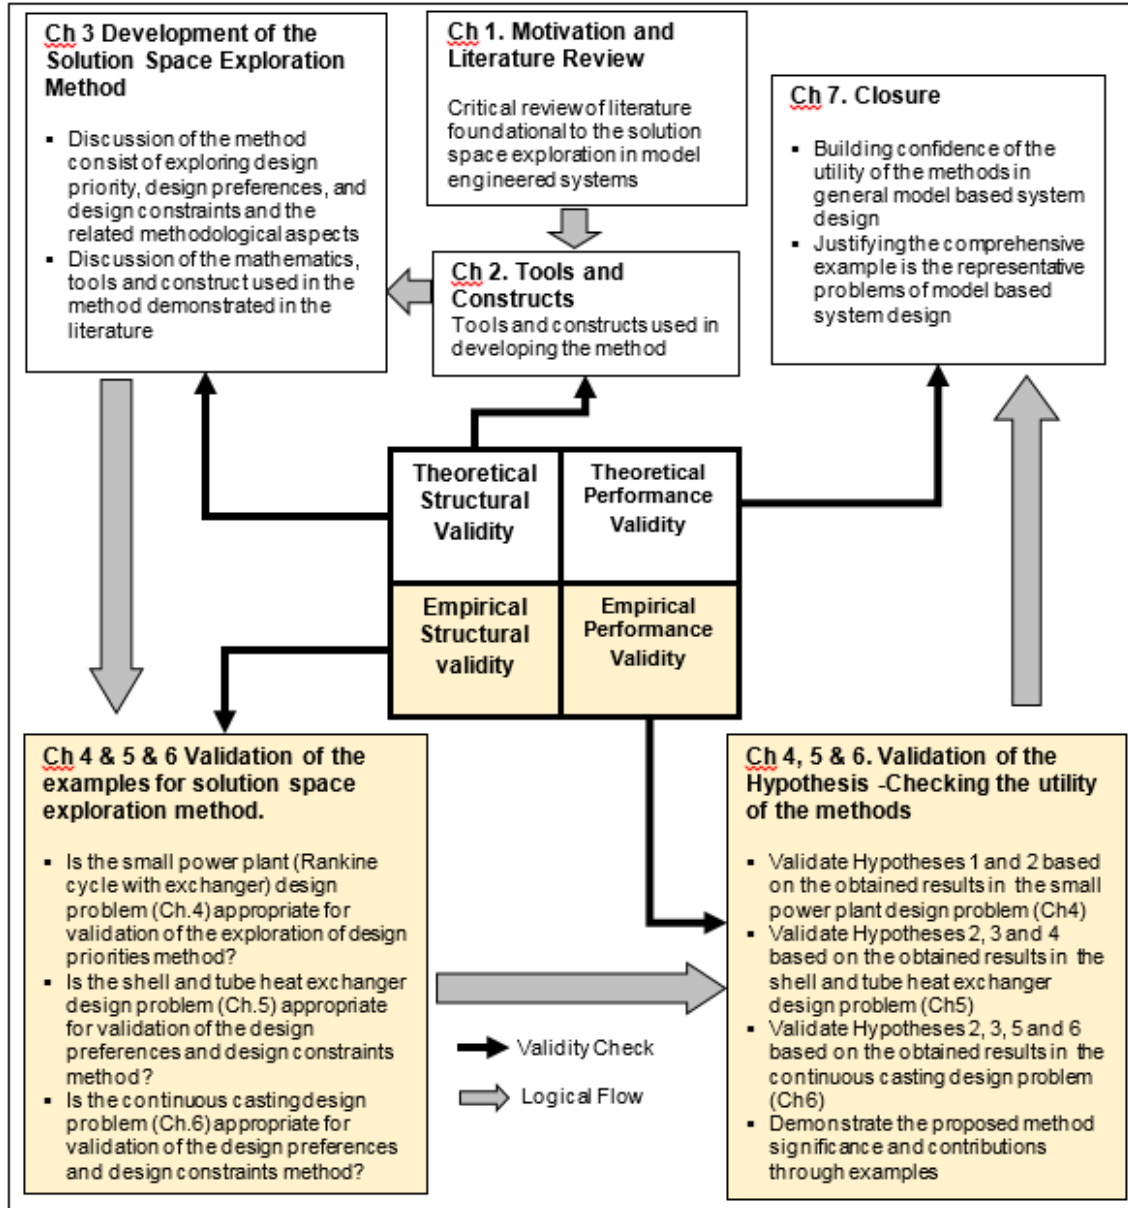 Ch 3 Development of the
Solution Space Exploration
Method
▪ Discussion of the method
consist of exploring design
priority, design preferences, and
design constraints and the
related methodological aspects
▪ Discussion of the mathematics,
tools and construct used in the
method demonstrated in the
literature
Ch 1. Motivation and
Literature Review
Critical review of literature
foundational to the solution
space exploration in model
engineered systems
Ch 2. Tools and
Constructs
Tools and constructs used in
developing the method
Ch 7. Closure
▪ Building confidence of the
utility of the methods in
general model based system
design
▪ Justifying the comprehensive
example is the representative
problems of model based
system design
Theoretical
Structural
Validity
Theoretical
Performance
Validity
Empirical
Structural
validity
Empirical
Performance
Validity
Ch 4 & 5 & 6 Validation of the
examples for solution space
exploration method.
▪ Is the small power plant (Rankine
cycle with exchanger) design
problem (Ch.4) appropriate for
validation of the exploration of design
priorities method?
▪ Is the shell and tube heat exchanger
design problem (Ch.5) appropriate
for validation of the design
preferences and design constraints
method?
▪ Is the continuous casting design
problem (Ch.6) appropriate for
validation of the design preferences
and design constraints method?
Validity Check
Logical Flow
Ch 4, 5 & 6. Validation of the
Hypothesis -Checking the utility
of the methods
▪ Validate Hypotheses 1 and 2 based
on the obtained results in the small
power plant design problem (Ch4)
▪ Validate Hypotheses 2, 3 and 4
based on the obtained results in the
shell and tube heat exchanger
design problem (Ch5)
▪ Validate Hypotheses 2, 3, 5 and 6
based on the obtained results in the
continuous casting design problem
(Ch6)
▪ Demonstrate the proposed method
significance and contributions
through examples